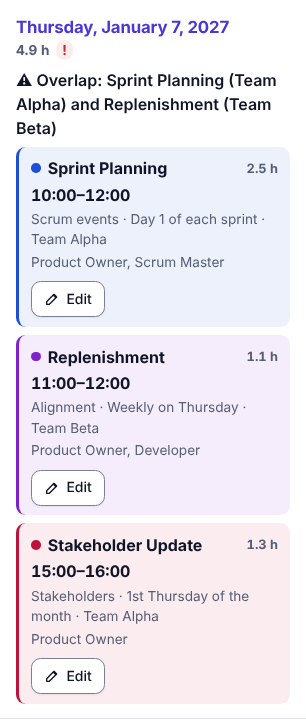 Thursday, January 7, 2027
4.9 h !
⚠ Overlap: Sprint Planning (Team
Alpha) and Replenishment (Team
Beta)
Sprint Planning 2.5 h
10:00–12:00
Scrum events · Day 1 of each sprint ·
Team Alpha
Product Owner, Scrum Master
Edit
Replenishment 1.1 h
11:00–12:00
Alignment · Weekly on Thursday ·
Team Beta
Product Owner, Developer
Edit
Stakeholder Update 1.3 h
15:00–16:00
Stakeholders · 1st Thursday of the
month · Team Alpha
Product Owner
Edit